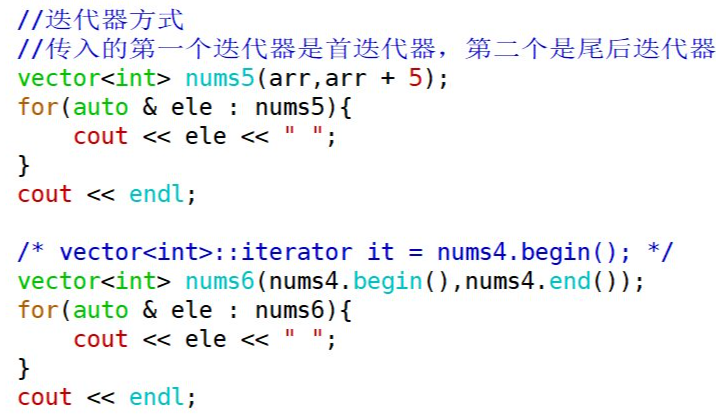 //迭代器方式
//传入的第一个迭代器是首迭代器，第二个是尾后迭代器
vector<int> nums5(arr,arr + 5);
for(auto & ele : nums5){
    cout << ele << " ";
}
cout << endl;

/* vector<int>::iterator it = nums4.begin(); */
vector<int> nums6(nums4.begin(),nums4.end());
for(auto & ele : nums6){
    cout << ele << " ";
}
cout << endl;